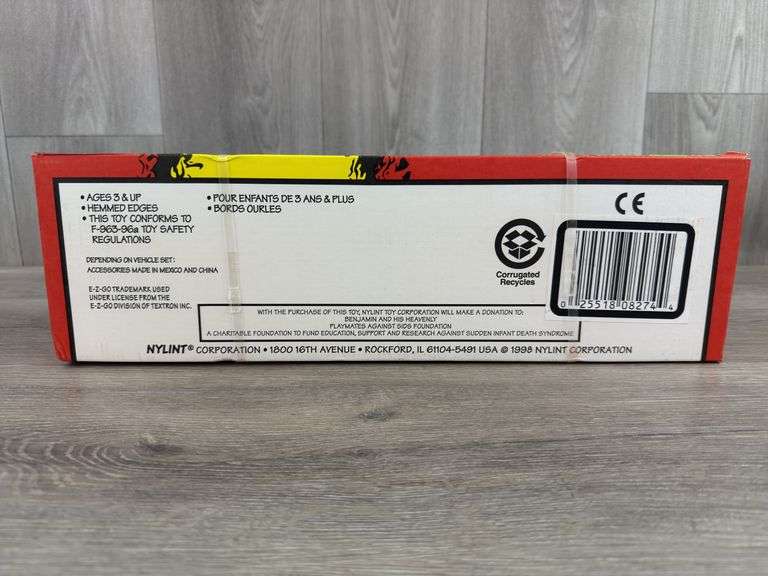 • AGES 3 & UP
• HEMMED EDGES
• THIS TOY CONFORMS TO
F-963-96a TOY SAFETY
REGULATIONS
• POUR ENFANTS DE 3 ANS & PLUS
• BORDS OURLES
DEPENDING ON VEHICLE SET:
ACCESSORIES MADE IN MEXICO AND CHINA
E-Z-GO TRADEMARK USED
UNDER LICENSE FROM THE
E-Z-GO DIVISION OF TEXTRON INC.
CE
Corrugated
Recycles
0 25518 08274 4
WITH THE PURCHASE OF THIS TOY, NYLINT TOY CORPORATION WILL MAKE A DONATION TO:
BENJAMIN AND HIS HEAVENLY
PLAYMATES AGAINST SIDS FOUNDATION
A CHARITABLE FOUNDATION TO FUND EDUCATION, SUPPORT AND RESEARCH AGAINST SUDDEN INFANT DEATH SYNDROME
NYLINT® CORPORATION • 1800 16TH AVENUE • ROCKFORD, IL 61104-5491 USA © 1998 NYLINT CORPORATION